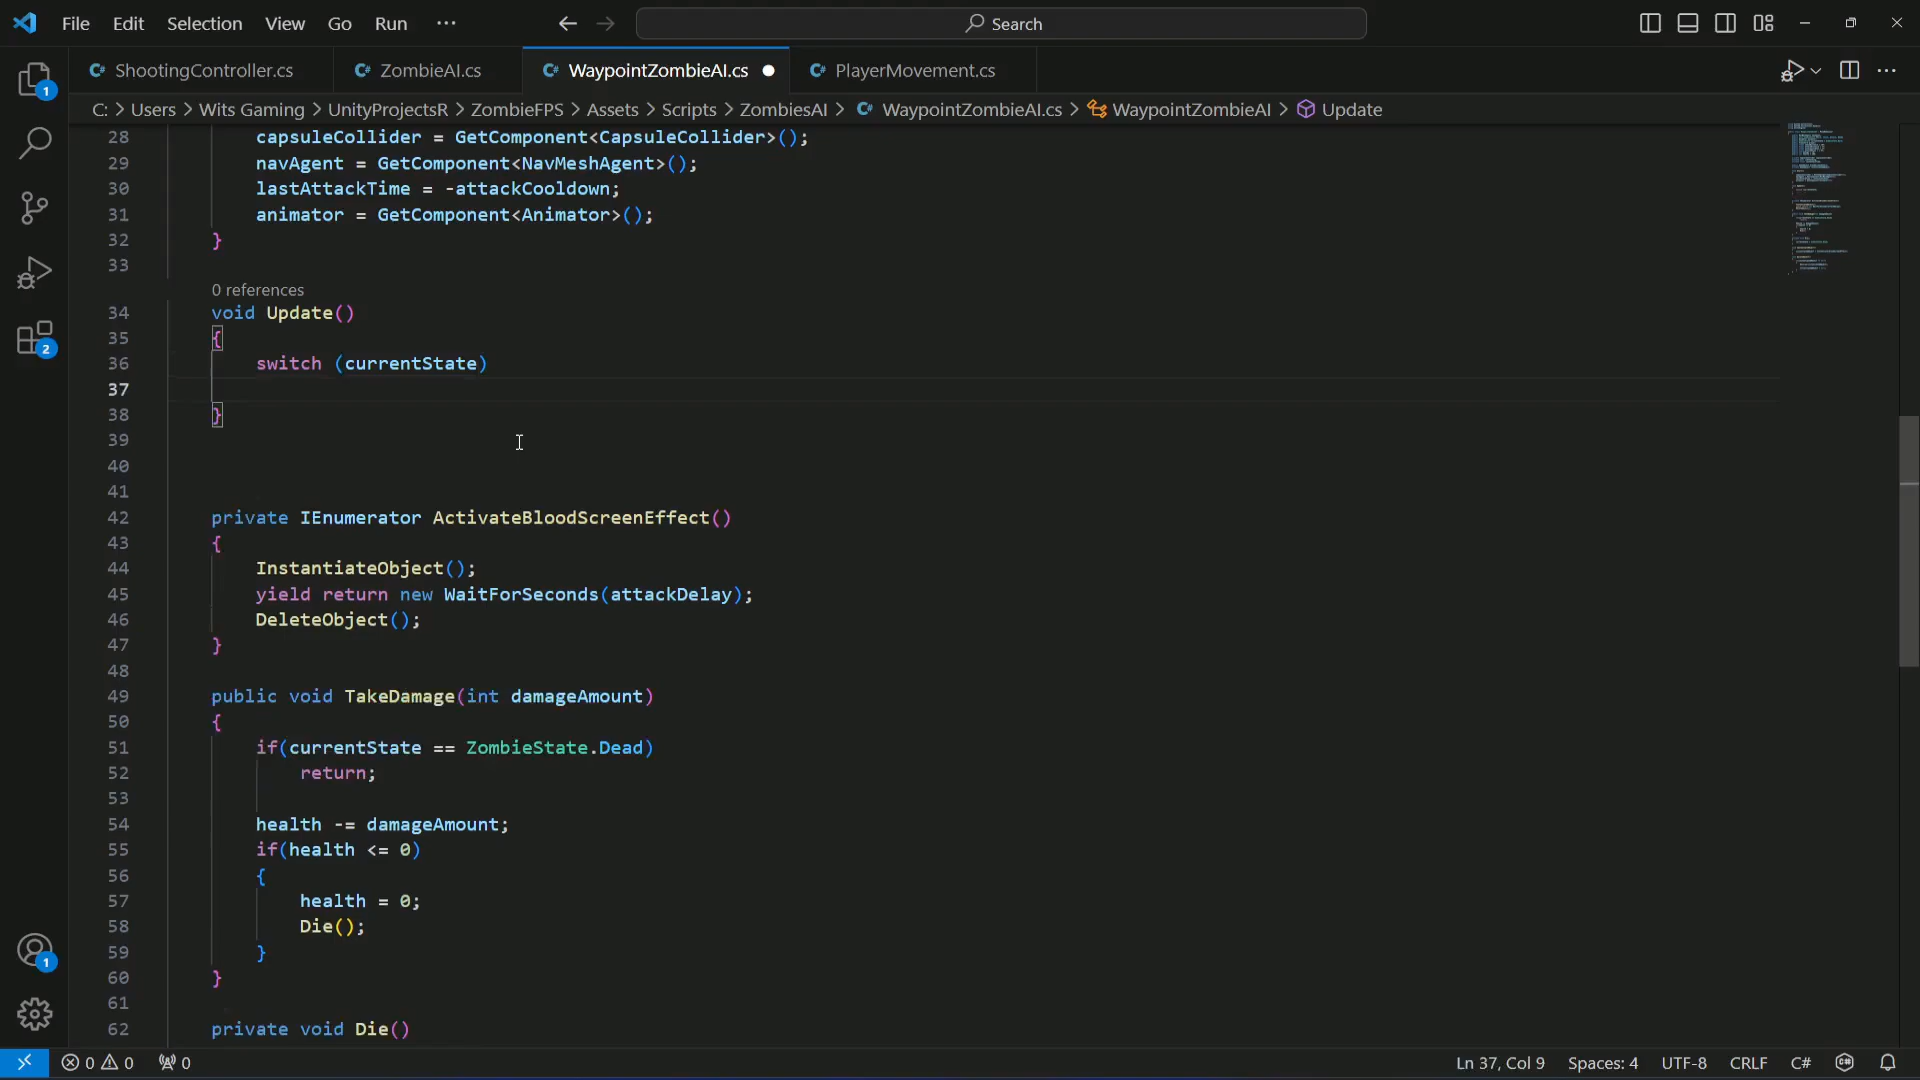 File Edit Selection View Go Run ··· Search
ShootingController.cs ZombieAI.cs WaypointZombieAI.cs PlayerMovement.cs
C: > Users > Wits Gaming > UnityProjectsR > ZombieFPS > Assets > Scripts > ZombiesAI > WaypointZombieAI.cs > WaypointZombieAI > Update
28 capsuleCollider = GetComponent<CapsuleCollider>();
29 navAgent = GetComponent<NavMeshAgent>();
30 lastAttackTime = -attackCooldown;
31 animator = GetComponent<Animator>();
32 }
33
0 references
34 void Update()
35 {
36 switch (currentState)
37
38 }
39
40
41
42 private IEnumerator ActivateBloodScreenEffect()
43 {
44 InstantiateObject();
45 yield return new WaitForSeconds(attackDelay);
46 DeleteObject();
47 }
48
49 public void TakeDamage(int damageAmount)
50 {
51 if(currentState == ZombieState.Dead)
52 return;
53
54 health -= damageAmount;
55 if(health <= 0)
56 {
57 health = 0;
58 Die();
59 }
60 }
61
62 private void Die()
1
2
1
0 0 0 Ln 37, Col 9 Spaces: 4 UTF-8 CRLF C#